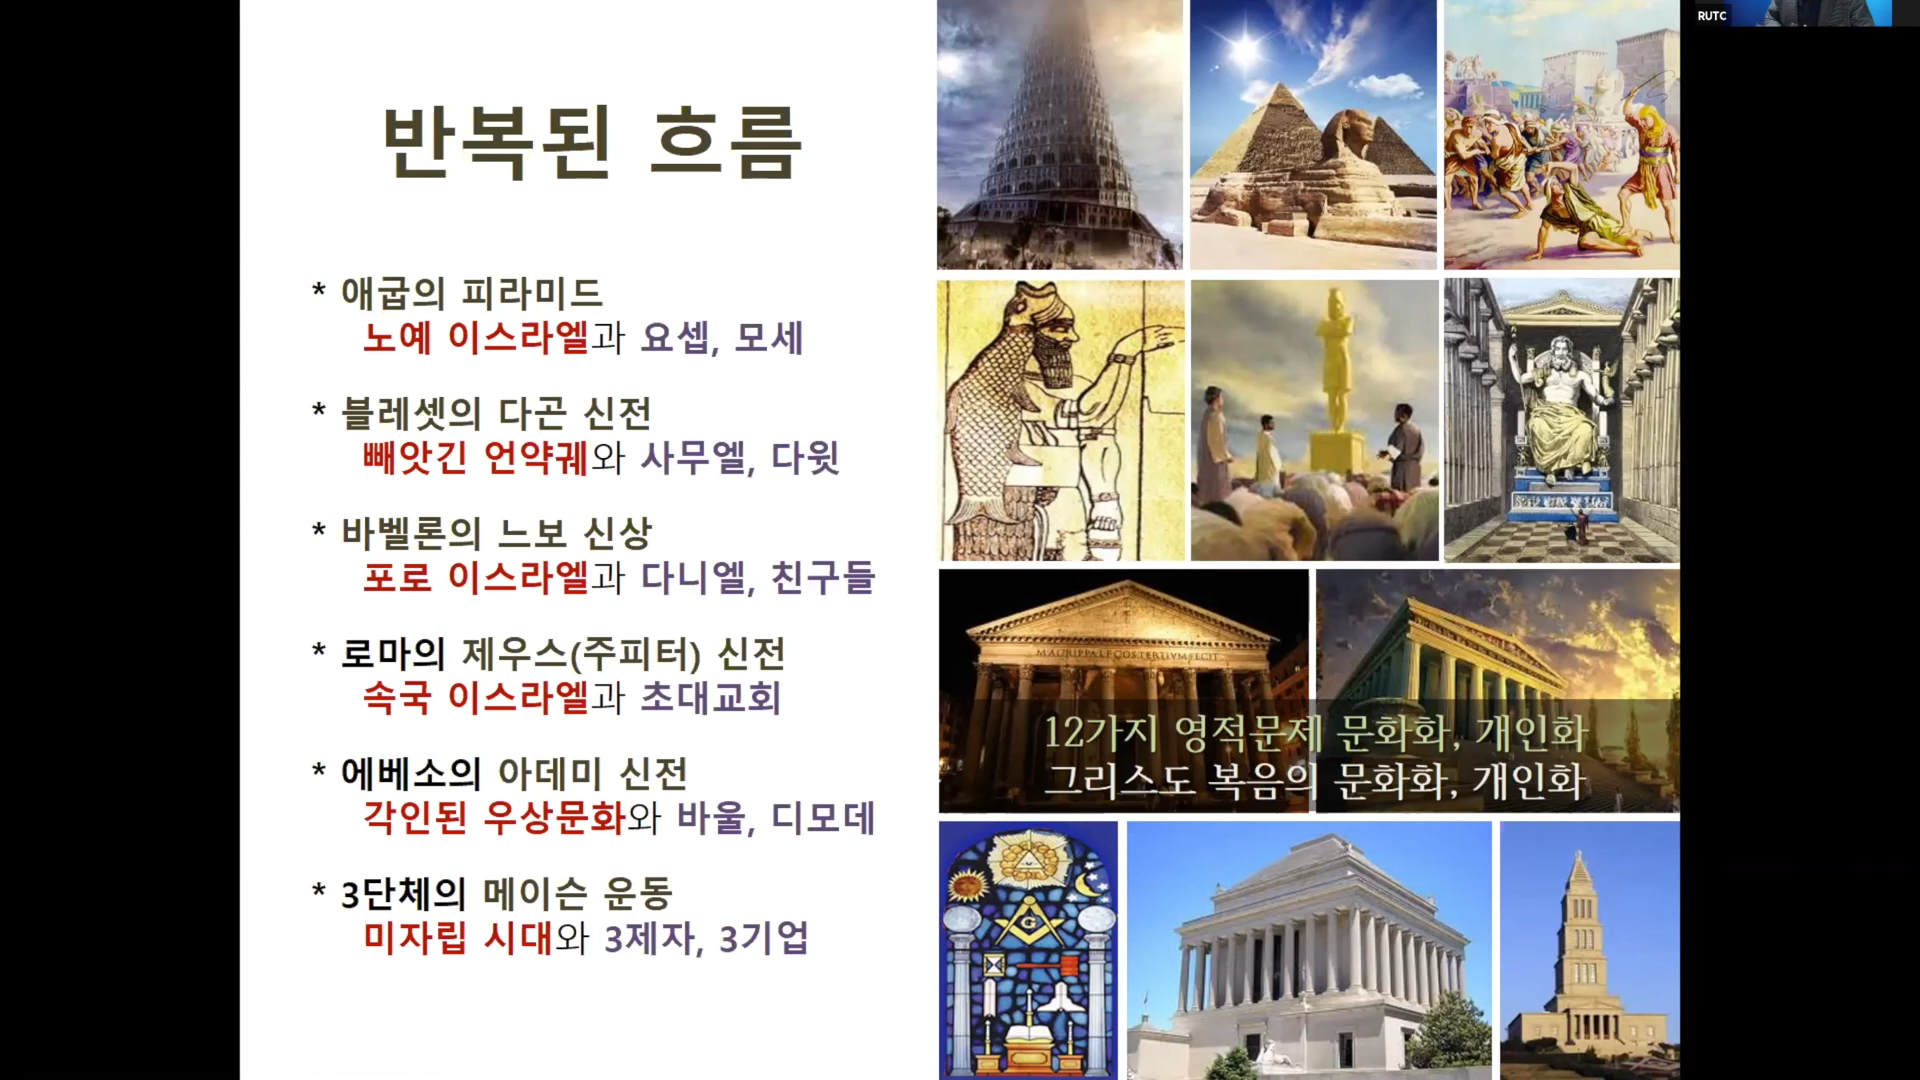 반복된 흐름
* 애굽의 피라미드
노예 이스라엘과 요셉, 모세
* 블레셋의 다곤 신전
빼앗긴 언약궤와 사무엘, 다윗
* 바벨론의 느보 신상
포로 이스라엘과 다니엘, 친구들
* 로마의 제우스(주피터) 신전
속국 이스라엘과 초대교회
* 에베소의 아데미 신전
각인된 우상문화와 바울, 디모데
* 3단체의 메이슨 운동
미자립 시대와 3제자, 3기업
RUTC
12가지 영적문제 문화화, 개인화
그리스도 복음의 문화화, 개인화
G